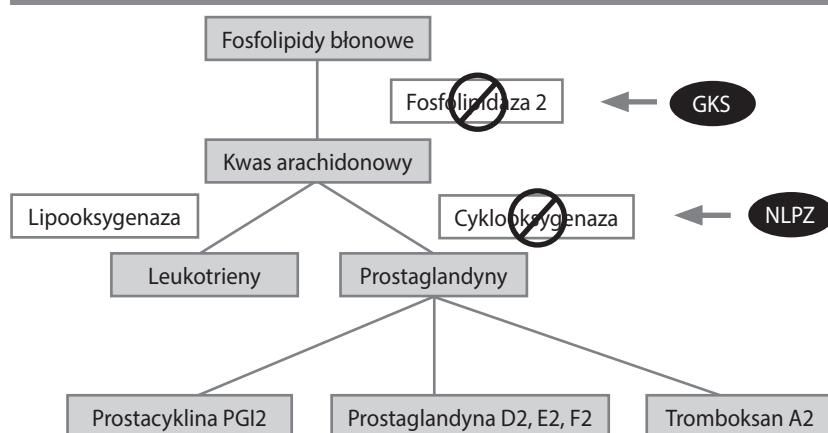 Fosfolipidy błonowe
Fosfolipidaza 2
GKS
Kwas arachidonowy
Lipooksygenaza
Cyklooksygenaza
NLPZ
Leukotrieny
Prostaglandyny
Prostacyklina PGI2
Prostaglandyna D2, E2, F2
Tromboksan A2